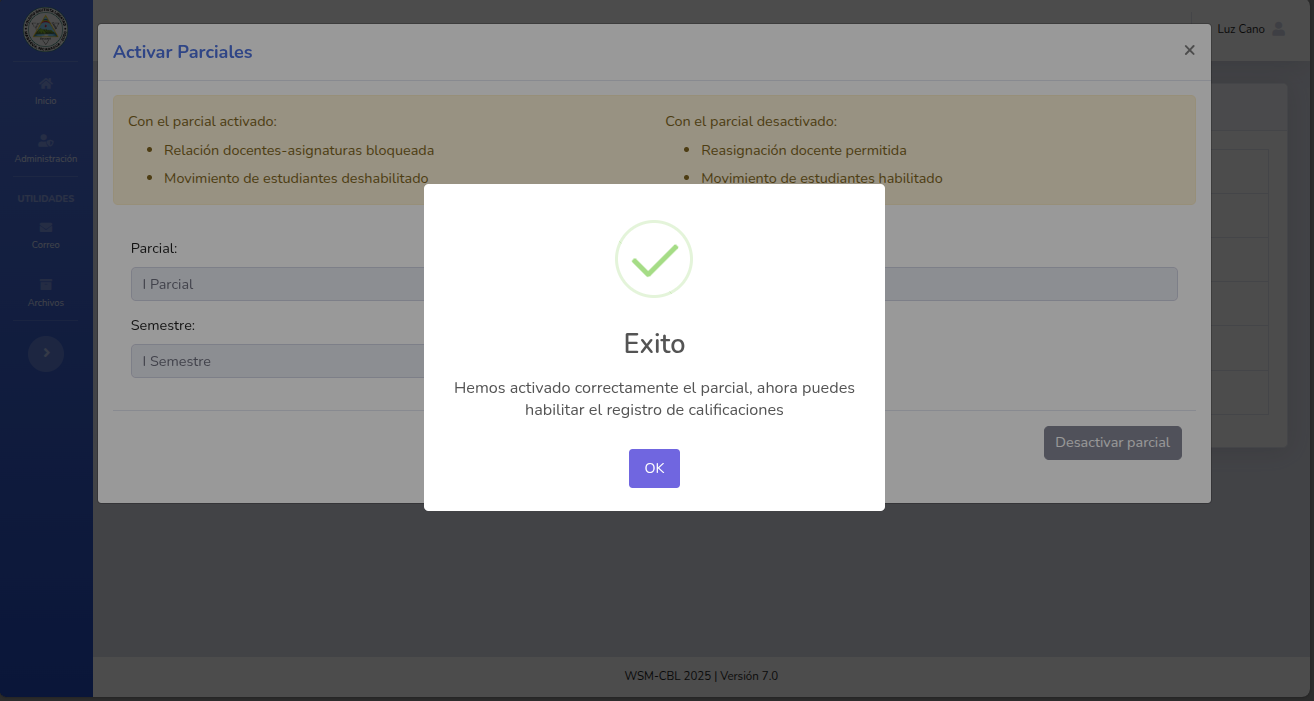 Luz Cano
Inicio
Administración
UTILIDADES
Correo
Archivos
Activar Parciales
×
Con el parcial activado:
• Relación docentes-asignaturas bloqueada
• Movimiento de estudiantes deshabilitado
Con el parcial desactivado:
• Reasignación docente permitida
• Movimiento de estudiantes habilitado
Parcial:
I Parcial
Semestre:
I Semestre
Exito
Hemos activado correctamente el parcial, ahora puedes
habilitar el registro de calificaciones
OK
Desactivar parcial
WSM-CBL 2025 | Versión 7.0